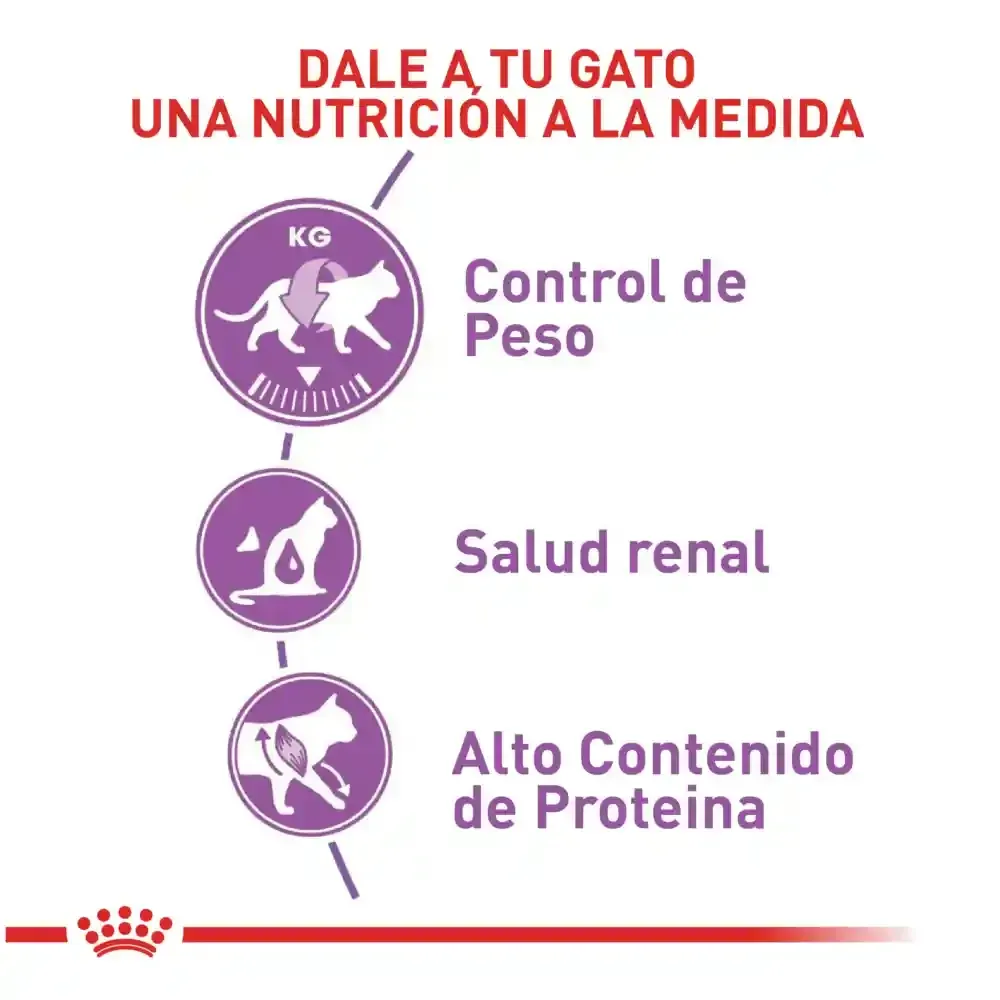 DALE A TU GATO
UNA NUTRICIÓN A LA MEDIDA
KG
Control de
Peso
Salud renal
Alto Contenido
de Proteina